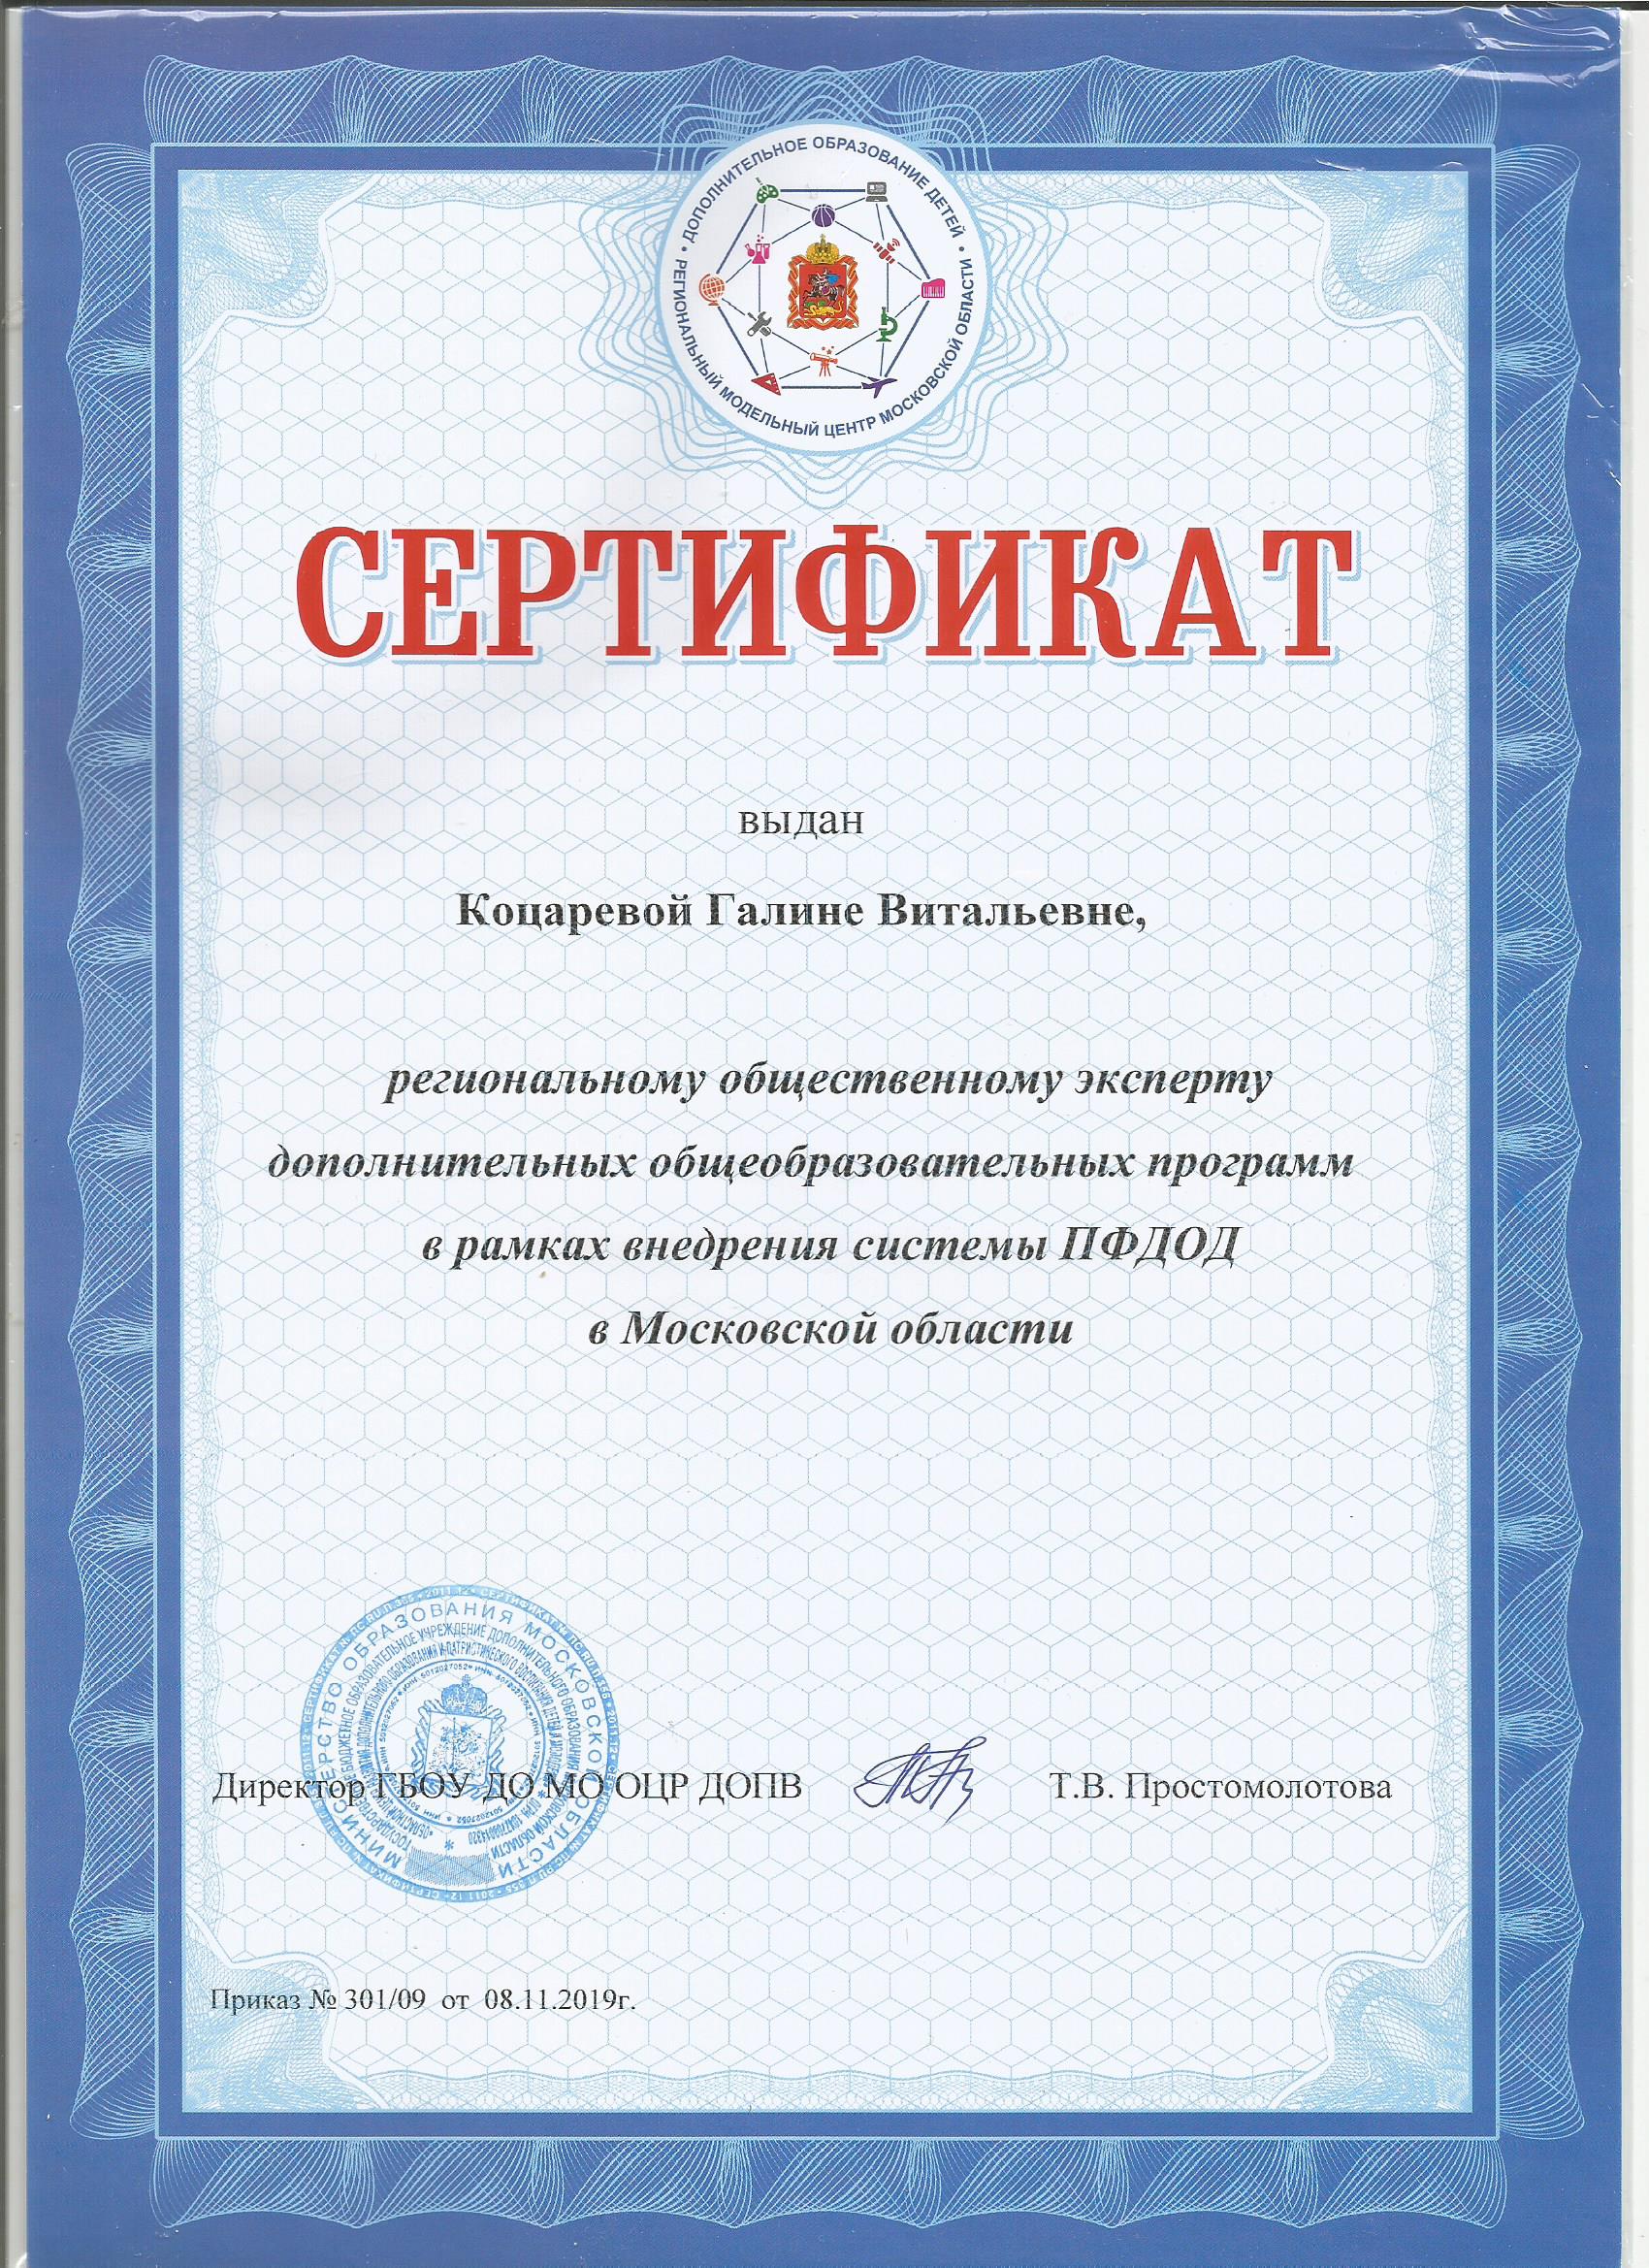 • ДОПОЛНИТЕЛЬНОЕ ОБРАЗОВАНИЕ ДЕТЕЙ •
РЕГИОНАЛЬНЫЙ МОДЕЛЬНЫЙ ЦЕНТР МОСКОВСКОЙ ОБЛАСТИ
СЕРТИФИКАТ
выдан
Коцаревой Галине Витальевне,
региональному общественному эксперту
дополнительных общеобразовательных программ
в рамках внедрения системы ПФДОД
в Московской области
МИНИСТЕРСТВО ОБРАЗОВАНИЯ МОСКОВСКОЙ ОБЛАСТИ
Директор ГБОУ ДО МО ОЦР ДОПВ Т.В. Простомолотова
Приказ № 301/09 от 08.11.2019г.